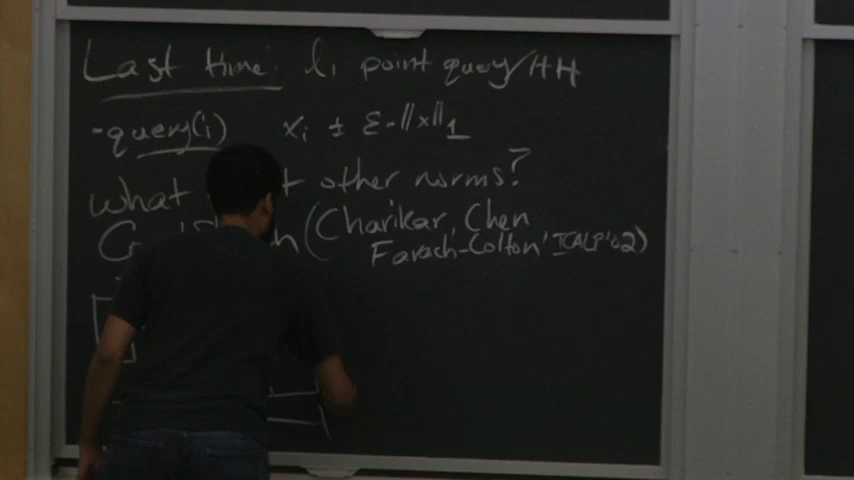 Last time: l₁ point query/HH
-query(i) xᵢ ± ε-||x||₁
what other norms?
(Charikar, Chen
Farach-Colton, ICALP'02)